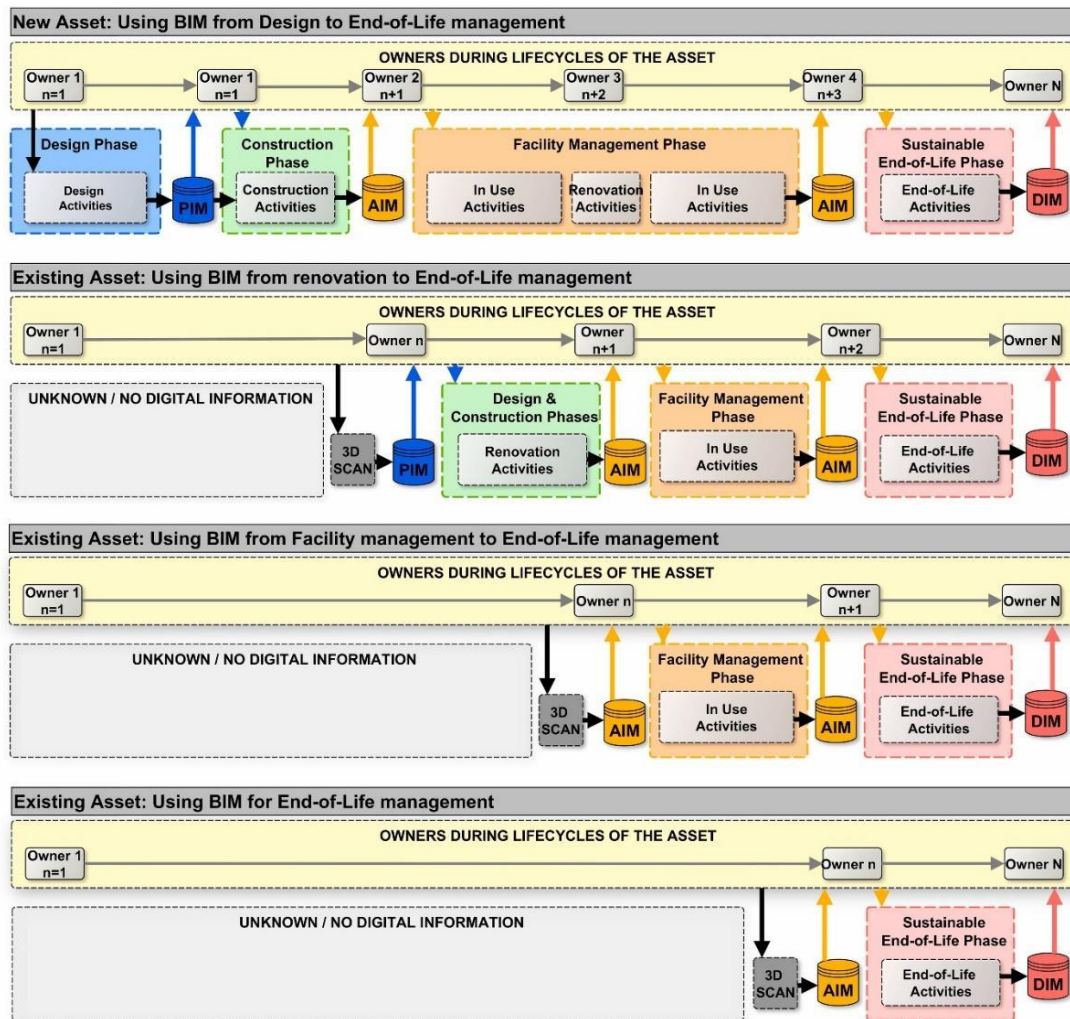 New Asset: Using BIM from Design to End-of-Life management
OWNERS DURING LIFECYCLES OF THE ASSET
Owner 1
n=1
Owner 1
n=1
Owner 2
n+1
Owner 3
n+2
Owner 4
n+3
Owner N
Design Phase
Design
Activities
PIM
Construction
Phase
Construction
Activities
AIM
Facility Management Phase
In Use
Activities
Renovation
Activities
In Use
Activities
AIM
Sustainable
End-of-Life Phase
End-of-Life
Activities
DIM
Existing Asset: Using BIM from renovation to End-of-Life management
OWNERS DURING LIFECYCLES OF THE ASSET
Owner 1
n=1
Owner n
Owner
n+1
Owner
n+2
Owner N
UNKNOWN / NO DIGITAL INFORMATION
3D
SCAN
PIM
Design &
Construction Phases
Renovation
Activities
AIM
Facility Management
Phase
In Use
Activities
AIM
Sustainable
End-of-Life Phase
End-of-Life
Activities
DIM
Existing Asset: Using BIM from Facility management to End-of-Life management
OWNERS DURING LIFECYCLES OF THE ASSET
Owner 1
n=1
Owner n
Owner
n+1
Owner N
UNKNOWN / NO DIGITAL INFORMATION
3D
SCAN
AIM
Facility Management
Phase
In Use
Activities
AIM
Sustainable
End-of-Life Phase
End-of-Life
Activities
DIM
Existing Asset: Using BIM for End-of-Life management
OWNERS DURING LIFECYCLES OF THE ASSET
Owner 1
n=1
Owner n
Owner N
UNKNOWN / NO DIGITAL INFORMATION
3D
SCAN
AIM
Sustainable
End-of-Life Phase
End-of-Life
Activities
DIM